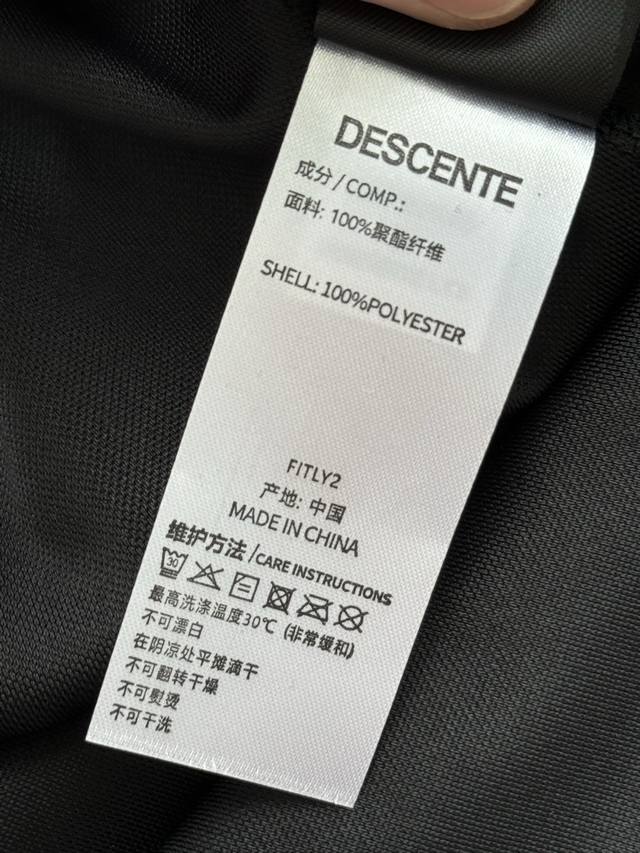 DESCENTE
成分/COMP.:
面料: 100%聚酯纤维
SHELL: 100%POLYESTER
FITLY2
产地: 中国
MADE IN CHINA
维护方法/CARE INSTRUCTIONS
30
最高洗涤温度30℃ (非常缓和)
不可漂白
在阴凉处平摊滴干
不可翻转干燥
不可熨烫
不可干洗